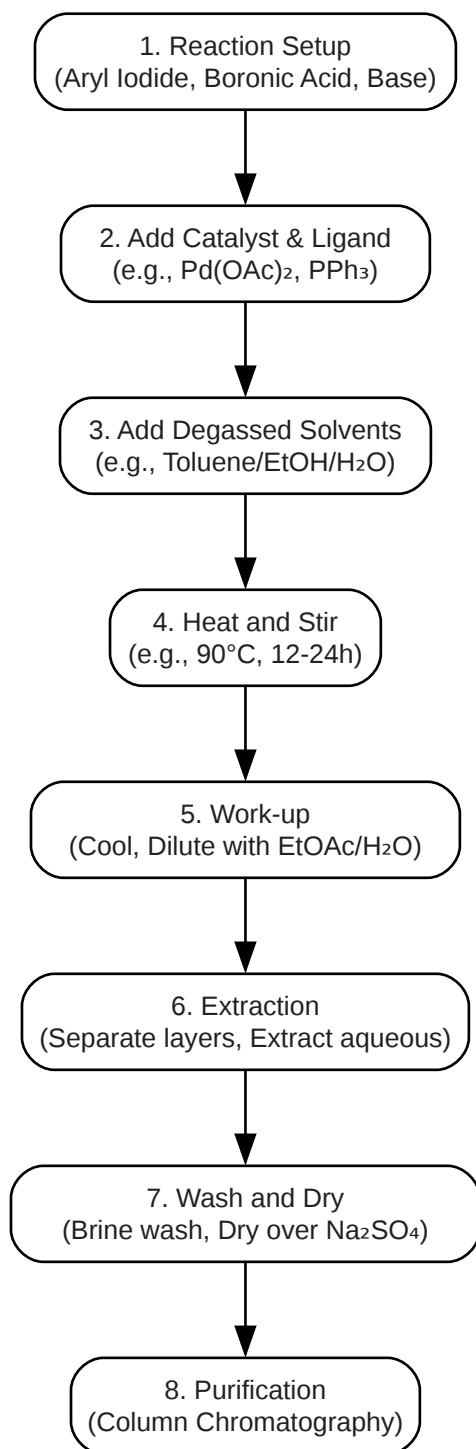 1. Reaction Setup
(Aryl Iodide, Boronic Acid, Base)
2. Add Catalyst & Ligand
(e.g., Pd(OAc)₂, PPh₃)
3. Add Degassed Solvents
(e.g., Toluene/EtOH/H₂O)
4. Heat and Stir
(e.g., 90°C, 12-24h)
5. Work-up
(Cool, Dilute with EtOAc/H₂O)
6. Extraction
(Separate layers, Extract aqueous)
7. Wash and Dry
(Brine wash, Dry over Na₂SO₄)
8. Purification
(Column Chromatography)